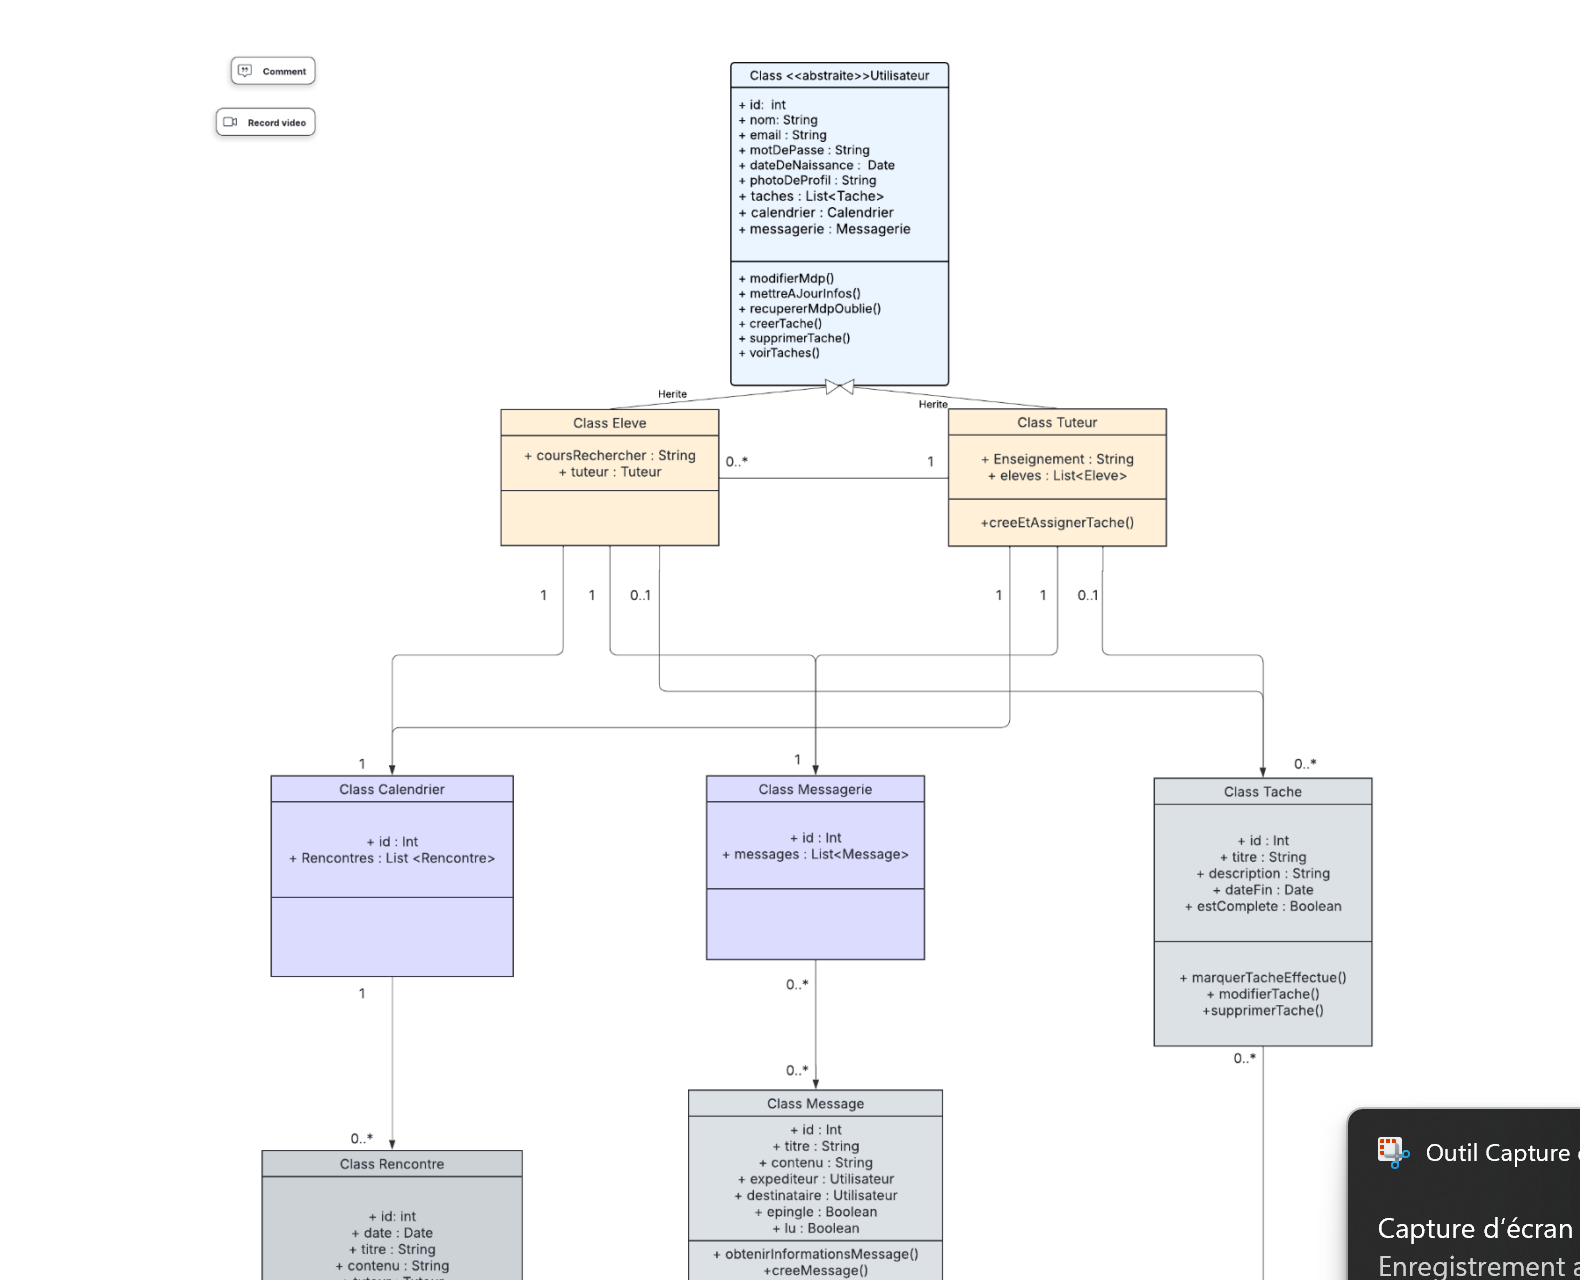 Comment
Record video
Class <<abstraite>>Utilisateur
+ id:  int
+ nom: String
+ email : String
+ motDePasse : String
+ dateDeNaissance :  Date
+ photoDeProfil : String
+ taches : List<Tache>
+ calendrier : Calendrier
+ messagerie : Messagerie
+ modifierMdp()
+ mettreAJourInfos()
+ recupererMdpOublie()
+ creerTache()
+ supprimerTache()
+ voirTaches()
Herite
Herite
Class Eleve
+ coursRechercher : String
+ tuteur : Tuteur
0..*
1
Class Tuteur
+ Enseignement : String
+ eleves : List<Eleve>
+creeEtAssignerTache()
1
1
0..1
1
1
0..1
1
1
0..*
Class Calendrier
+ id : Int
+ Rencontres : List <Rencontre>
Class Messagerie
+ id : Int
+ messages : List<Message>
Class Tache
+ id : Int
+ titre : String
+ description : String
+ dateFin : Date
+ estComplete : Boolean
+ marquerTacheEffectue()
+ modifierTache()
+supprimerTache()
1
0..*
0..*
0..*
0..*
Class Rencontre
+ id: int
+ date : Date
+ titre : String
+ contenu : String
Class Message
+ id : Int
+ titre : String
+ contenu : String
+ expediteur : Utilisateur
+ destinataire : Utilisateur
+ epingle : Boolean
+ lu : Boolean
+ obtenirInformationsMessage()
+creeMessage()
Outil Capture
Capture d’écran
Enregistrement